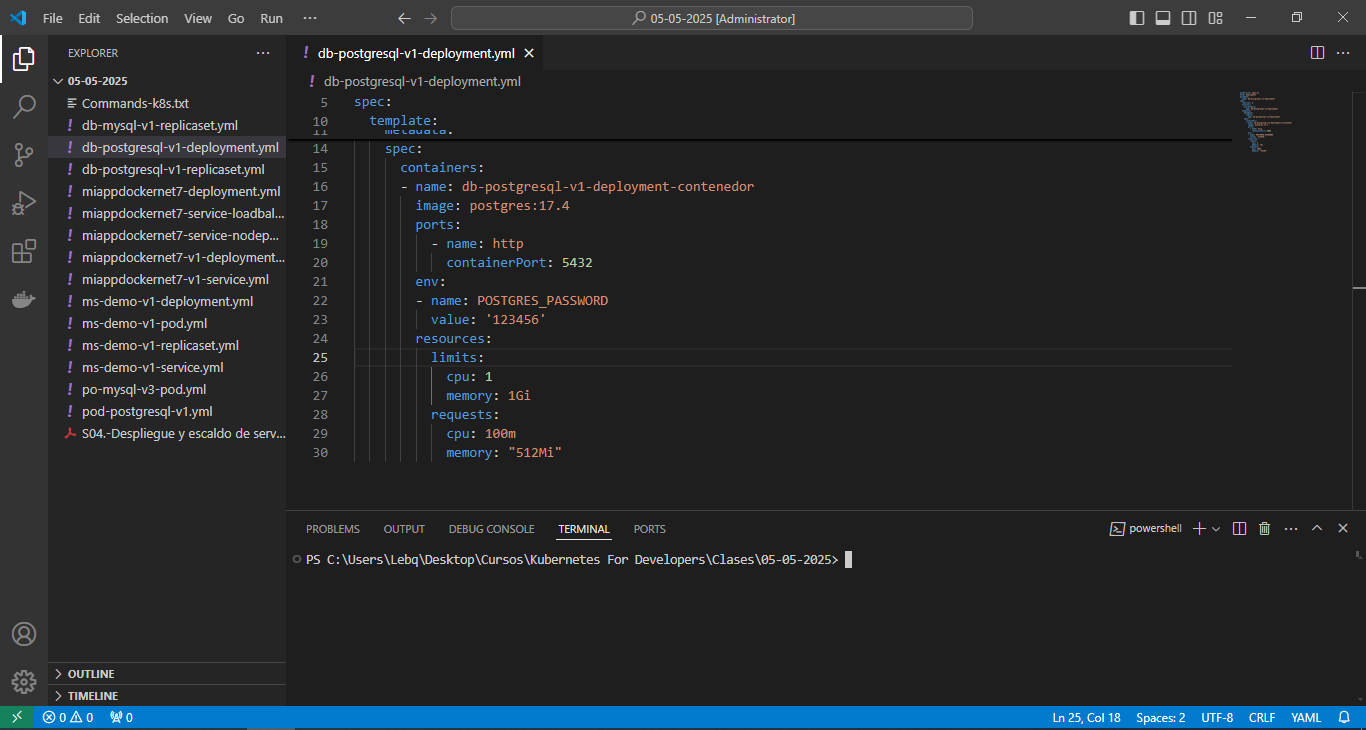 File Edit Selection View Go Run ···
05-05-2025 [Administrator]
EXPLORER
05-05-2025
Commands-k8s.txt
db-mysql-v1-replicaset.yml
db-postgresql-v1-deployment.yml
db-postgresql-v1-replicaset.yml
miappdockernet7-deployment.yml
miappdockernet7-service-loadbal...
miappdockernet7-service-nodep...
miappdockernet7-v1-deployment...
miappdockernet7-v1-service.yml
ms-demo-v1-deployment.yml
ms-demo-v1-pod.yml
ms-demo-v1-replicaset.yml
ms-demo-v1-service.yml
po-mysql-v3-pod.yml
pod-postgresql-v1.yml
S04.-Despliegue y escaldo de serv...
OUTLINE
TIMELINE
! db-postgresql-v1-deployment.yml
! db-postgresql-v1-deployment.yml
5 spec:
10 template:
11 metadata:
14 spec:
15 containers:
16 - name: db-postgresql-v1-deployment-contenedor
17 image: postgres:17.4
18 ports:
19 - name: http
20 containerPort: 5432
21 env:
22 - name: POSTGRES_PASSWORD
23 value: '123456'
24 resources:
25 limits:
26 cpu: 1
27 memory: 1Gi
28 requests:
29 cpu: 100m
30 memory: "512Mi"
PROBLEMS OUTPUT DEBUG CONSOLE TERMINAL PORTS
powershell
PS C:\Users\Lebq\Desktop\Cursos\Kubernetes For Developers\Clases\05-05-2025>
0 0 0
Ln 25, Col 18 Spaces: 2 UTF-8 CRLF YAML